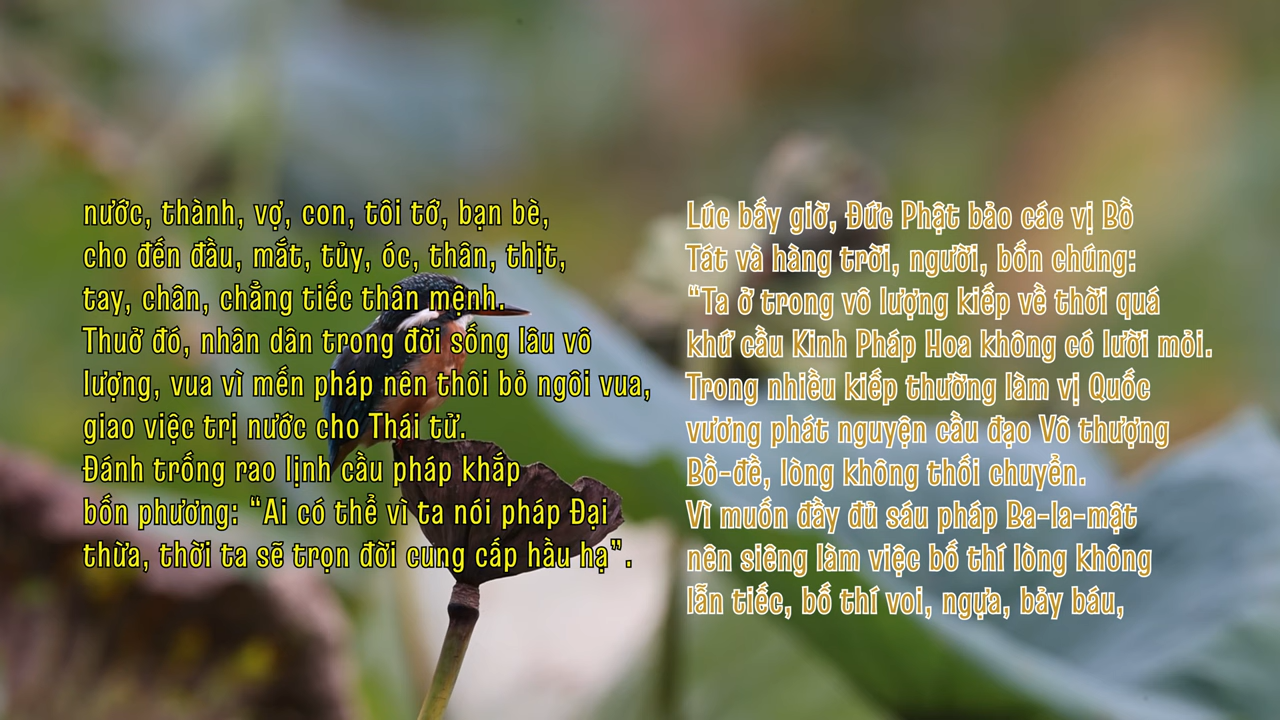 nước, thành, vợ, con, tôi tớ, bạn bè,
cho đến đầu, mắt, tủy, óc, thân, thịt,
tay, chân, chẳng tiếc thân mệnh.
Thuở đó, nhân dân trong đời sống lâu vô
lượng, vua vì mến pháp nên thôi bỏ ngôi vua,
giao việc trị nước cho Thái tử.
Đánh trống rao lịnh cầu pháp khắp
bốn phương: “Ai có thể vì ta nói pháp Đại
thừa, thời ta sẽ trọn đời cung cấp hầu hạ”.
Lúc bấy giờ, Đức Phật bảo các vị Bồ
Tát và hàng trời, người, bốn chúng:
“Ta ở trong vô lượng kiếp về thời quá
khứ cầu Kinh Pháp Hoa không có lười mỏi.
Trong nhiều kiếp thường làm vị Quốc
vương phát nguyện cầu đạo Vô thượng
Bồ-đề, lòng không thối chuyển.
Vì muốn đầy đủ sáu pháp Ba-la-mật
nên siêng làm việc bố thí lòng không
lẫn tiếc, bố thí voi, ngựa, bảy báu,